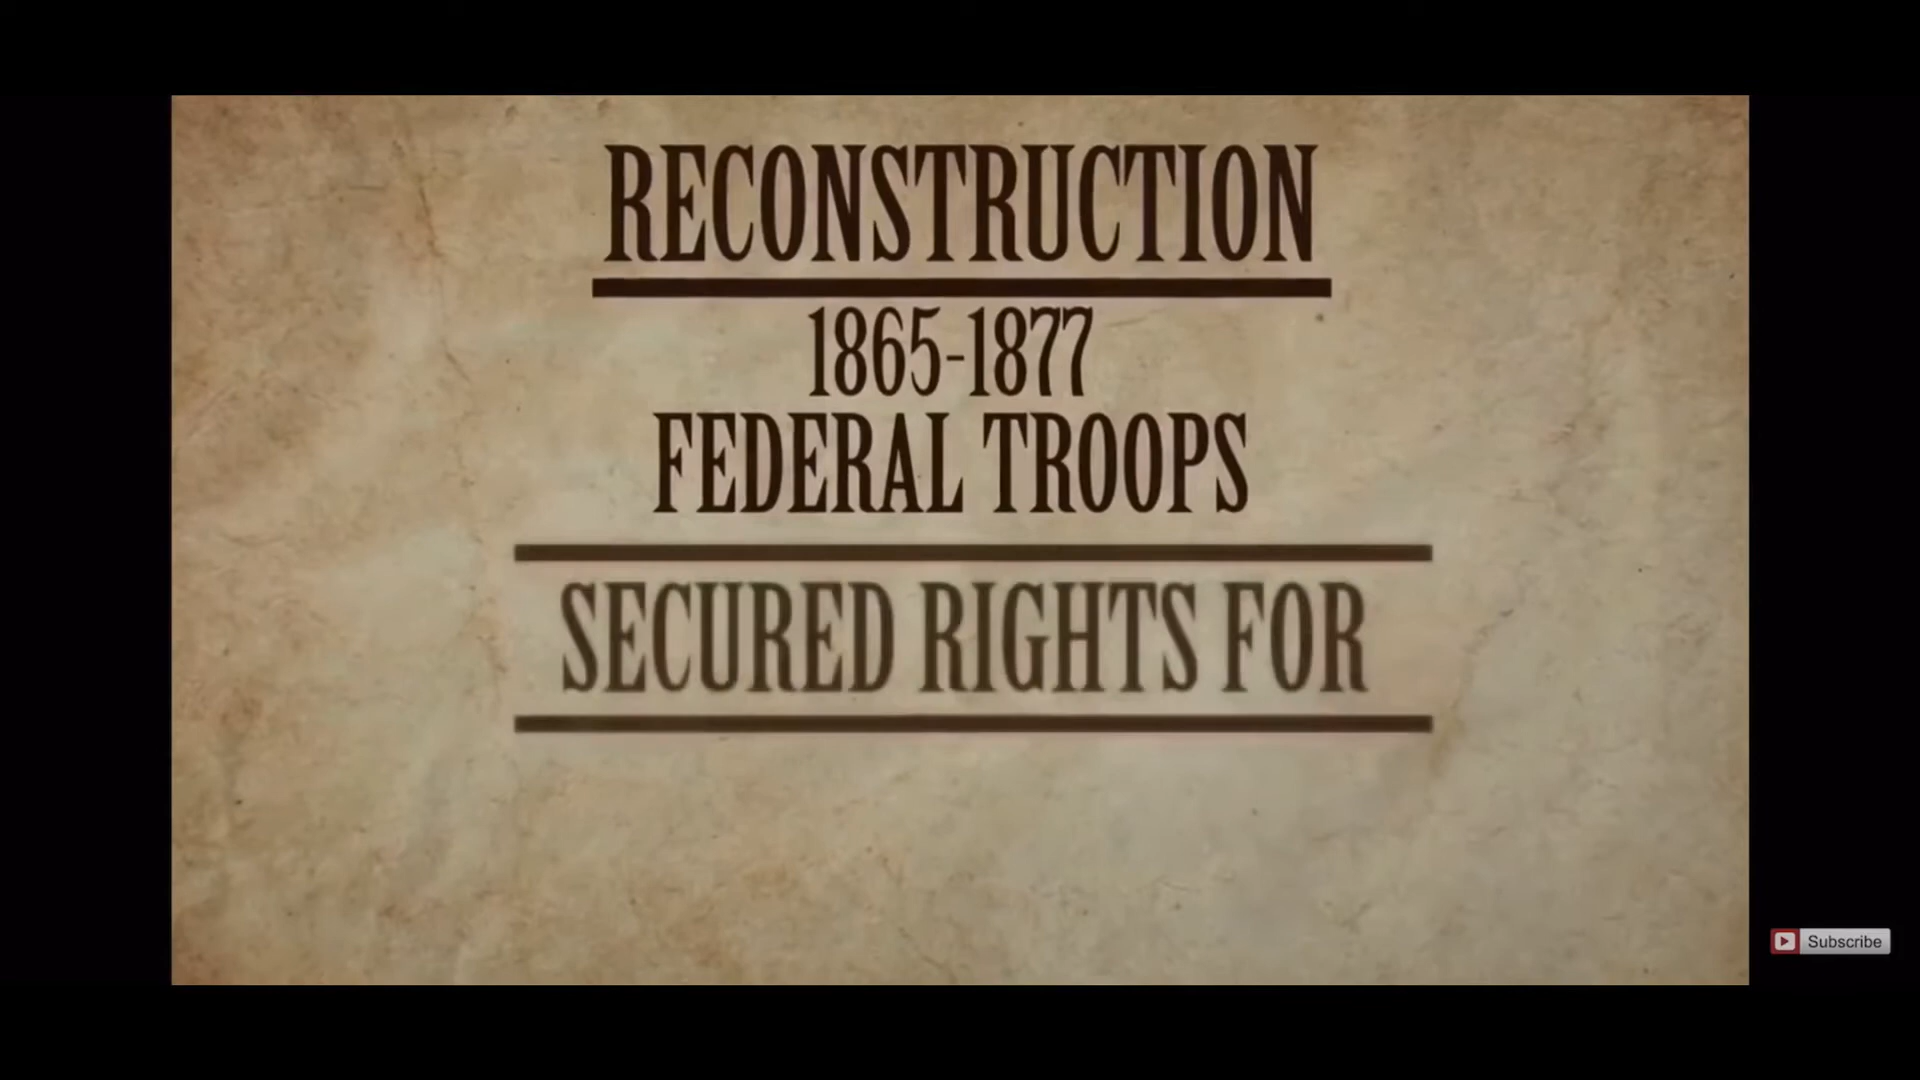 RECONSTRUCTION
1865-1877
FEDERAL TROOPS
SECURED RIGHTS FOR
Subscribe